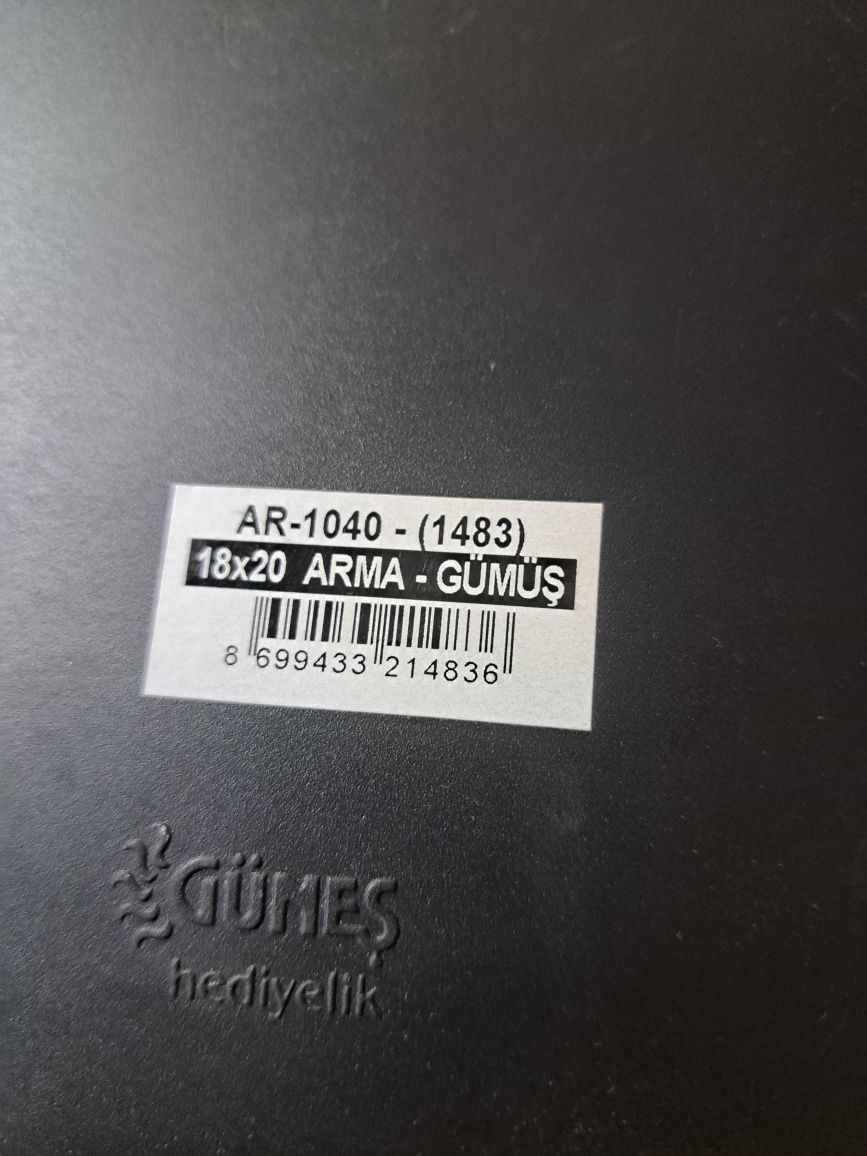 AR-1040 - (1483)
18x20 ARMA - GÜMÜŞ
8 699433 214836
GÜNEŞ
hediyelik